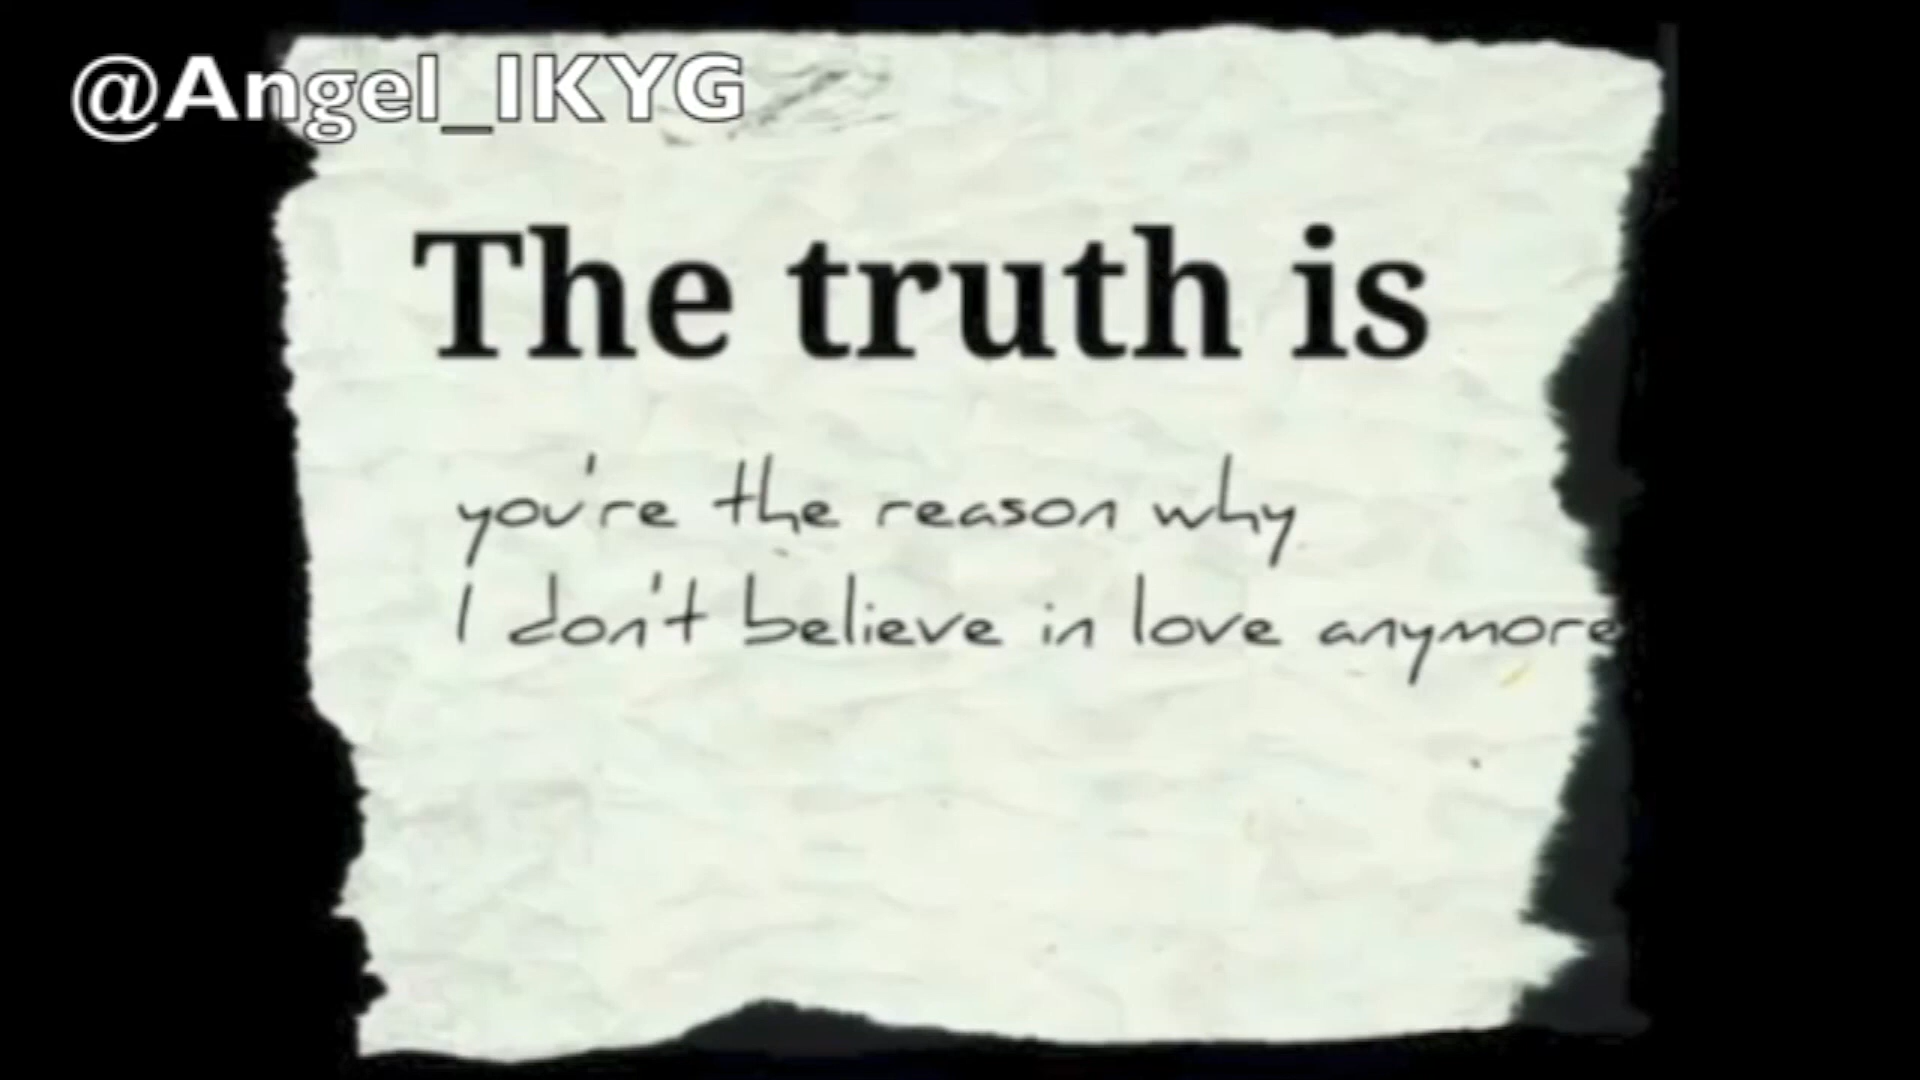 @Angel_IKYG
The truth is
you're the reason why
I don't believe in love anymore